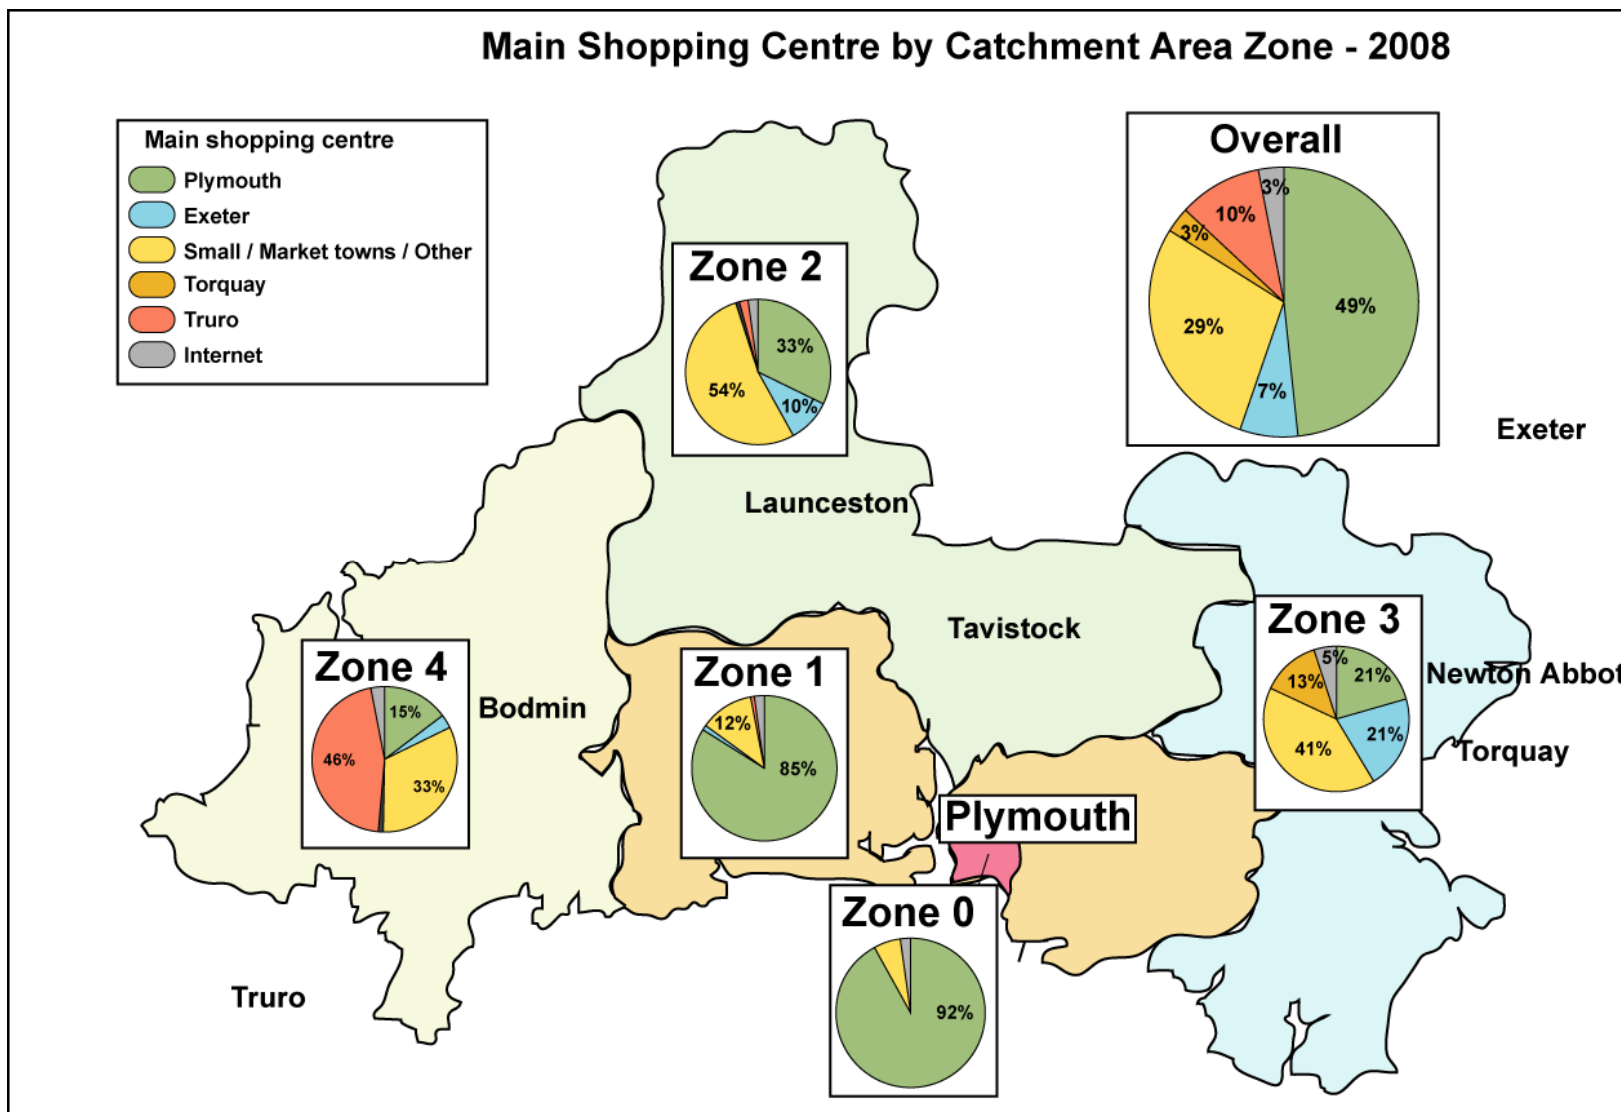 Main Shopping Centre by Catchment Area Zone - 2008
Main shopping centre
Plymouth
Exeter
Small / Market towns / Other
Torquay
Truro
Internet
Overall
3%
10%
3%
49%
29%
7%
Zone 2
33%
54%
10%
Exeter
Launceston
Tavistock
Zone 3
5%
21%
13%
21%
41%
Newton Abbot
Torquay
Zone 4
15%
46%
33%
Bodmin
Zone 1
12%
85%
Plymouth
Zone 0
92%
Truro